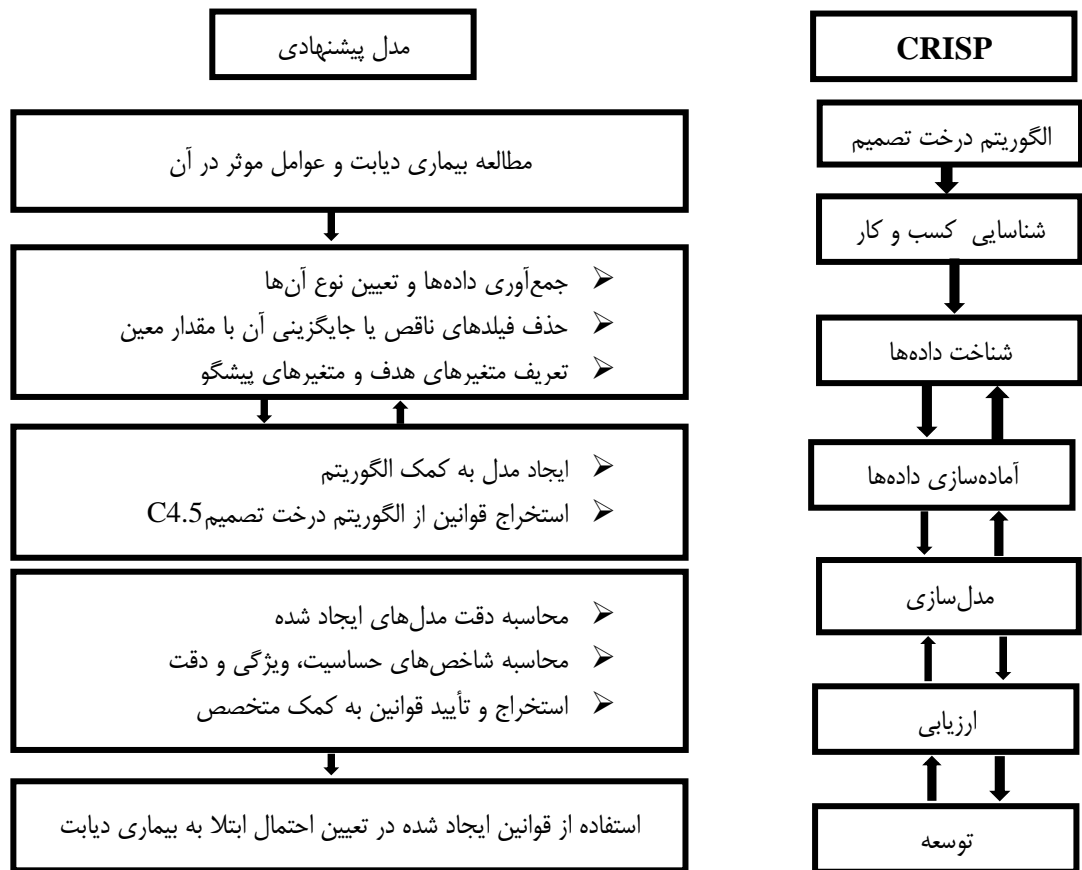 CRISP
الگوریتم درخت تصمیم
شناسایی کسب و کار
شناخت داده‌ها
آماده‌سازی داده‌ها
مدل‌سازی
ارزیابی
توسعه
مدل پیشنهادی
مطالعه بیماری دیابت و عوامل موثر در آن
⮚ جمع‌آوری داده‌ها و تعیین نوع آن‌ها
⮚ حذف فیلدهای ناقص یا جایگزینی آن با مقدار معین
⮚ تعریف متغیرهای هدف و متغیرهای پیشگو
⮚ ایجاد مدل به کمک الگوریتم
⮚ استخراج قوانین از الگوریتم درخت تصمیم C4.5
⮚ محاسبه دقت مدل‌های ایجاد شده
⮚ محاسبه شاخص‌های حساسیت، ویژگی و دقت
⮚ استخراج و تأیید قوانین به کمک متخصص
استفاده از قوانین ایجاد شده در تعیین احتمال ابتلا به بیماری دیابت